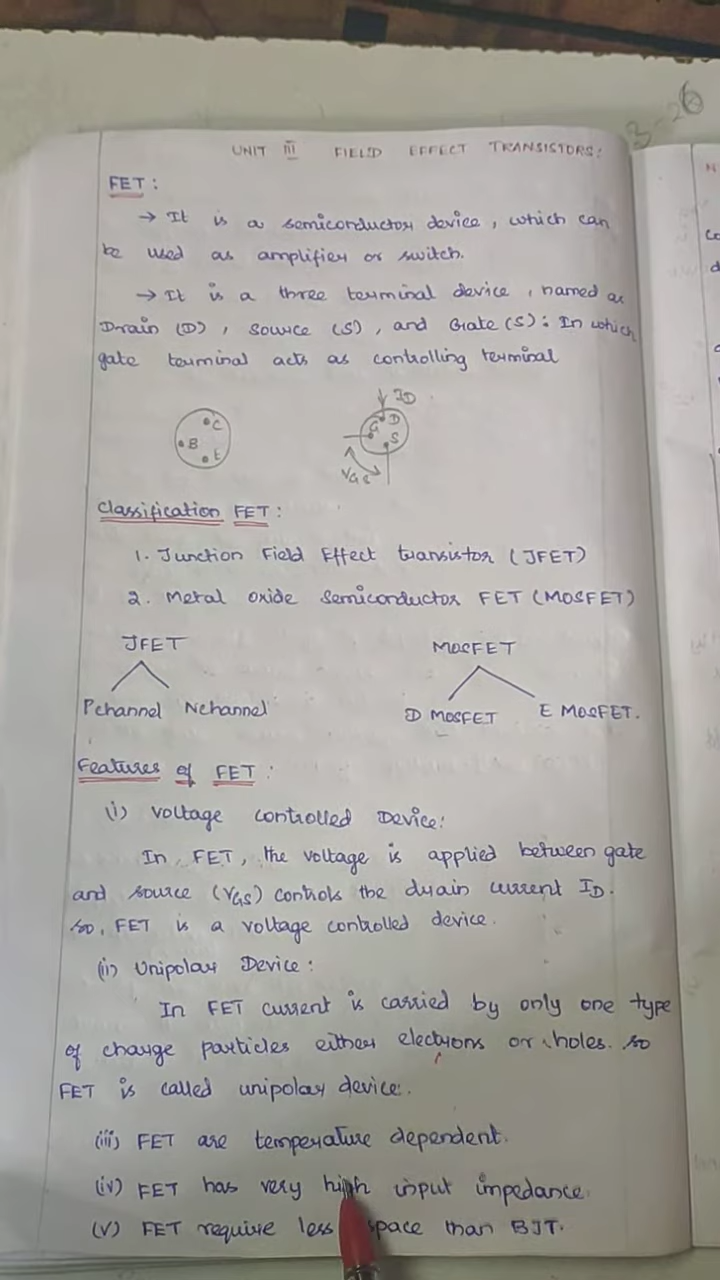 3-26
UNIT III FIELD EFFECT TRANSISTORS:
FET:
→ It is a semiconductor device, which can
be used as amplifier or switch.
→ It is a three terminal device, named as
Drain (D), Source (S), and Gate (S): In which
gate terminal acts as controlling terminal
C
B
E
ID
D
G
S
VGS
Classification FET:
1. Junction Field Effect transistor (JFET)
2. Metal Oxide Semiconductor FET (MOSFET)
JFET MOSFET
Pchannel Nchannel D MOSFET E MOSFET.
Features of FET:
(i) Voltage controlled Device:
In FET, the voltage is applied between gate
and source (VGS) controls the drain current ID.
so, FET is a voltage controlled device.
(ii) Unipolar Device:
In FET current is carried by only one type
of charge particles either electrons or holes. so
FET is called unipolar device.
(iii) FET are temperature dependent.
(iv) FET has very high input impedance.
(v) FET require less space than BJT.